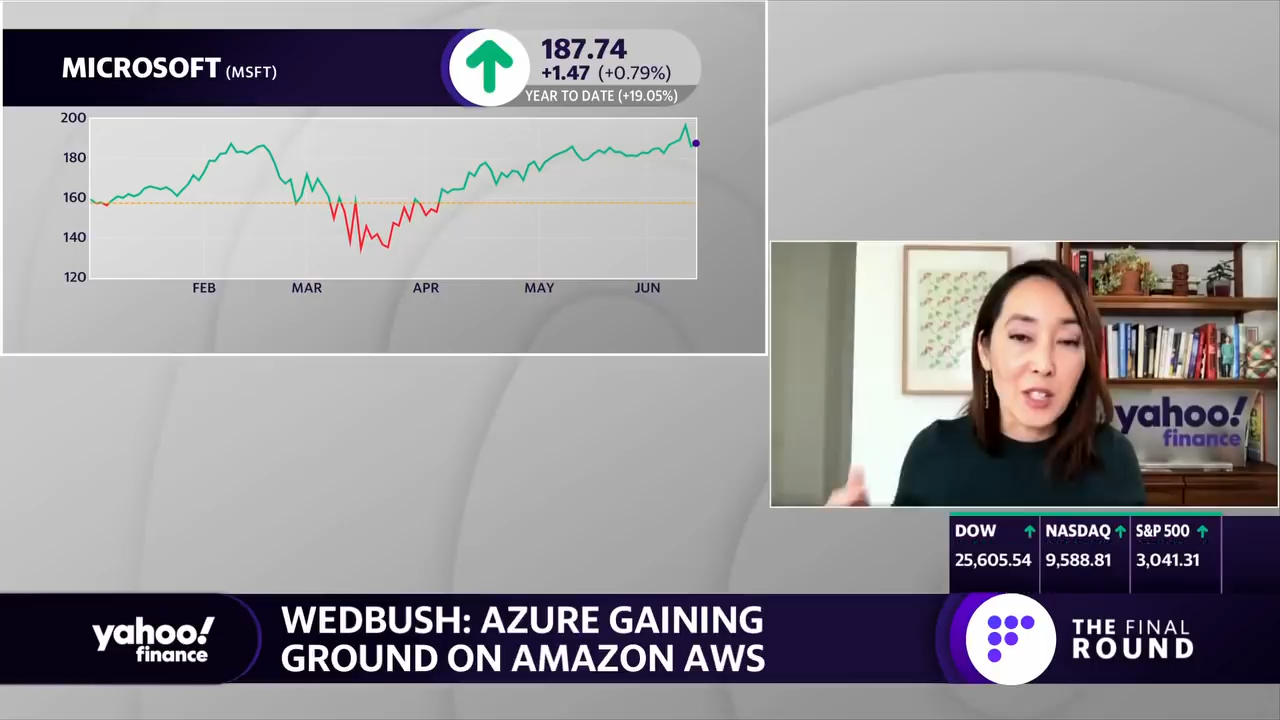 MICROSOFT (MSFT)
187.74
+1.47 (+0.79%)
YEAR TO DATE (+19.05%)
200
180
160
140
120
FEB MAR APR MAY JUN
yahoo!
finance
DOW
25,605.54
NASDAQ
9,588.81
S&P 500
3,041.31
yahoo!
finance
WEDBUSH: AZURE GAINING
GROUND ON AMAZON AWS
THE FINAL
ROUND